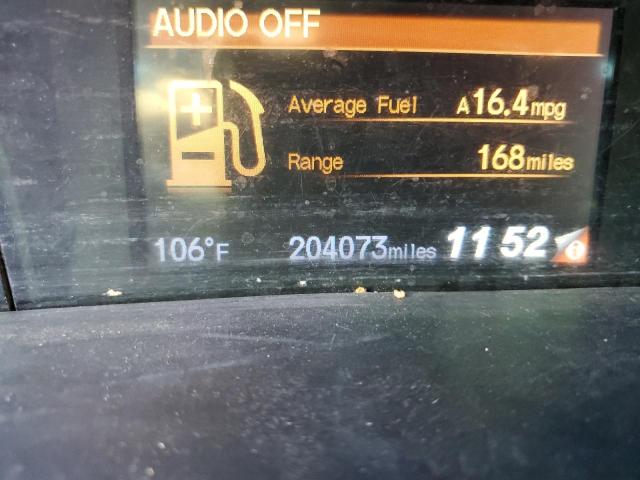 AUDIO OFF
Average Fuel A16.4mpg
Range 168miles
106°F 204073miles 11 52 i